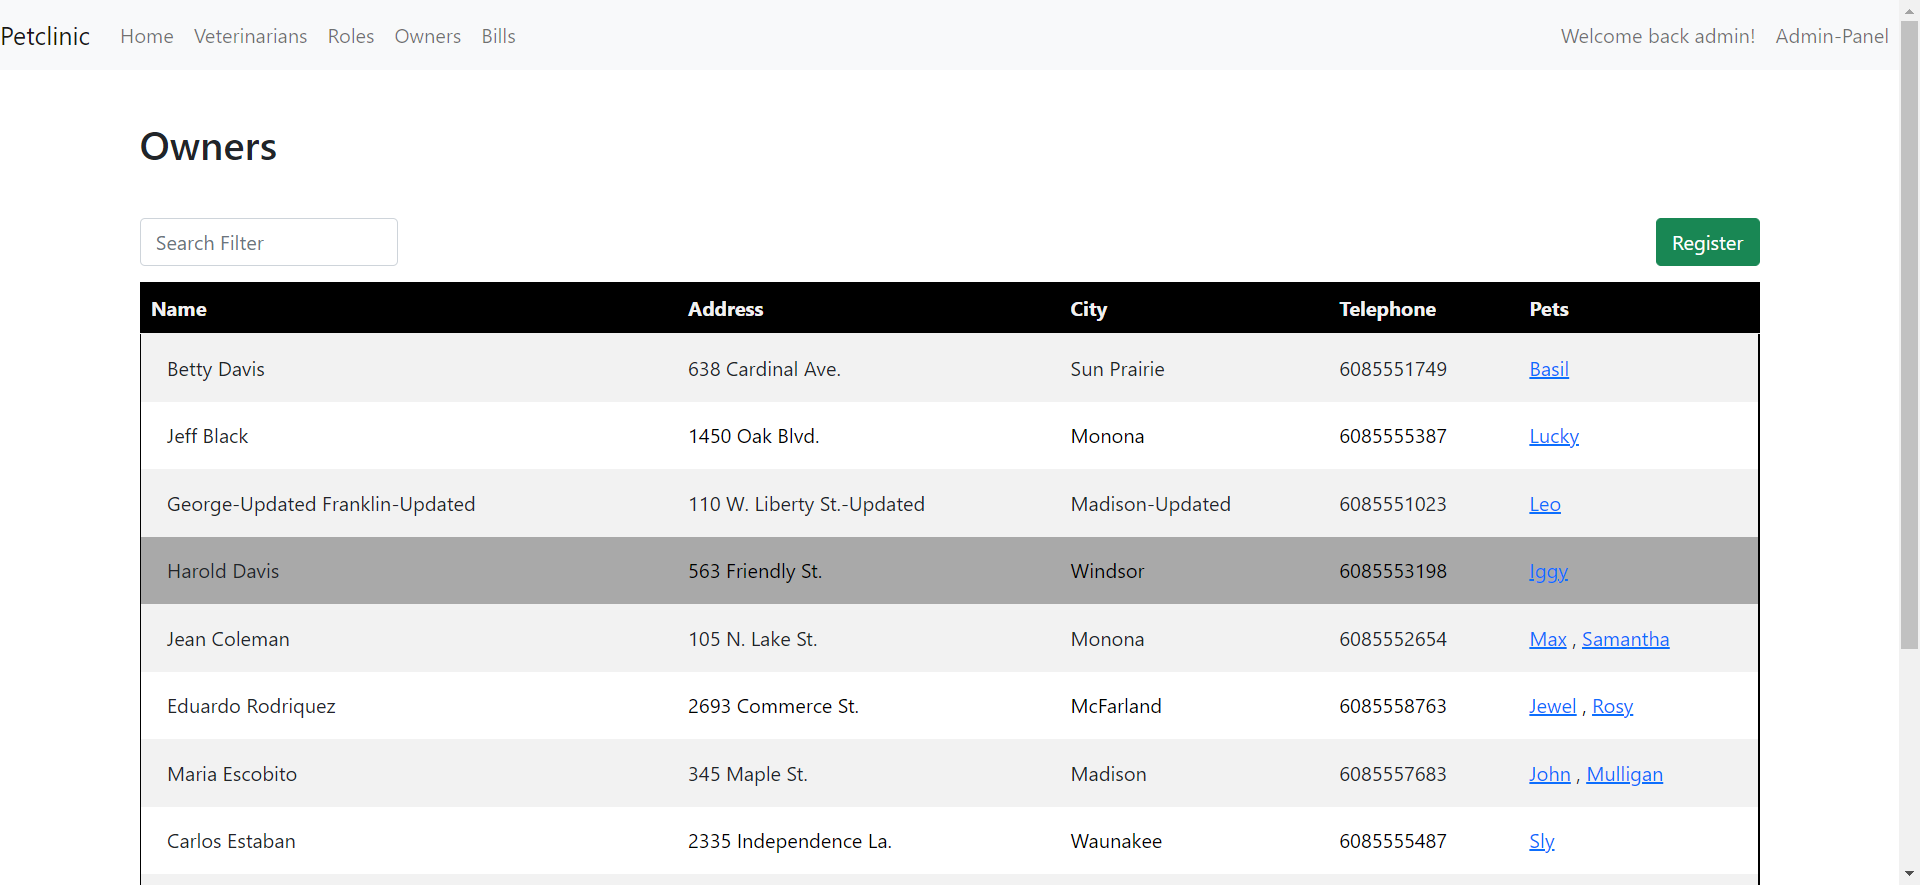 Petclinic Home Veterinarians Roles Owners Bills Welcome back admin! Admin-Panel
Owners
Search Filter Register
Name Address City Telephone Pets
Betty Davis 638 Cardinal Ave. Sun Prairie 6085551749 Basil
Jeff Black 1450 Oak Blvd. Monona 6085555387 Lucky
George-Updated Franklin-Updated 110 W. Liberty St.-Updated Madison-Updated 6085551023 Leo
Harold Davis 563 Friendly St. Windsor 6085553198 Iggy
Jean Coleman 105 N. Lake St. Monona 6085552654 Max , Samantha
Eduardo Rodriquez 2693 Commerce St. McFarland 6085558763 Jewel , Rosy
Maria Escobito 345 Maple St. Madison 6085557683 John , Mulligan
Carlos Estaban 2335 Independence La. Waunakee 6085555487 Sly